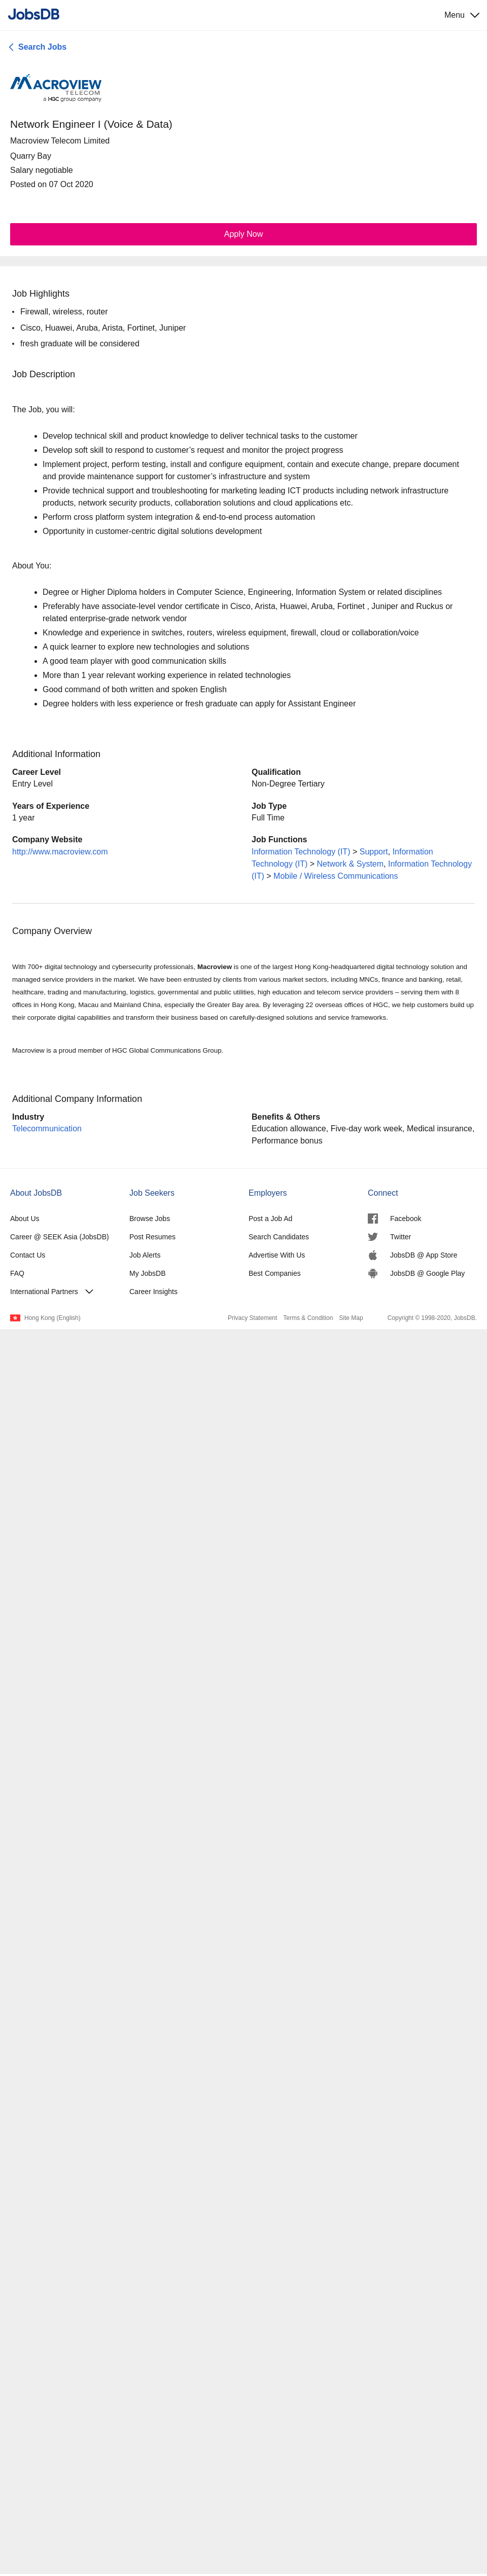 JobsDB
Menu
Search Jobs
MACROVIEW
TELECOM
a HGC group company
Network Engineer I (Voice & Data)
Macroview Telecom Limited
Quarry Bay
Salary negotiable
Posted on 07 Oct 2020
Apply Now
Job Highlights
• Firewall, wireless, router
• Cisco, Huawei, Aruba, Arista, Fortinet, Juniper
• fresh graduate will be considered
Job Description
The Job, you will:
• Develop technical skill and product knowledge to deliver technical tasks to the customer
• Develop soft skill to respond to customer’s request and monitor the project progress
• Implement project, perform testing, install and configure equipment, contain and execute change, prepare document
and provide maintenance support for customer’s infrastructure and system
• Provide technical support and troubleshooting for marketing leading ICT products including network infrastructure
products, network security products, collaboration solutions and cloud applications etc.
• Perform cross platform system integration & end-to-end process automation
• Opportunity in customer-centric digital solutions development
About You:
• Degree or Higher Diploma holders in Computer Science, Engineering, Information System or related disciplines
• Preferably have associate-level vendor certificate in Cisco, Arista, Huawei, Aruba, Fortinet , Juniper and Ruckus or
related enterprise-grade network vendor
• Knowledge and experience in switches, routers, wireless equipment, firewall, cloud or collaboration/voice
• A quick learner to explore new technologies and solutions
• A good team player with good communication skills
• More than 1 year relevant working experience in related technologies
• Good command of both written and spoken English
• Degree holders with less experience or fresh graduate can apply for Assistant Engineer
Additional Information
Career Level
Entry Level
Qualification
Non-Degree Tertiary
Years of Experience
1 year
Job Type
Full Time
Company Website
http://www.macroview.com
Job Functions
Information Technology (IT) > Support, Information
Technology (IT) > Network & System, Information Technology
(IT) > Mobile / Wireless Communications
Company Overview
With 700+ digital technology and cybersecurity professionals, Macroview is one of the largest Hong Kong-headquartered digital technology solution and
managed service providers in the market. We have been entrusted by clients from various market sectors, including MNCs, finance and banking, retail,
healthcare, trading and manufacturing, logistics, governmental and public utilities, high education and telecom service providers – serving them with 8
offices in Hong Kong, Macau and Mainland China, especially the Greater Bay area. By leveraging 22 overseas offices of HGC, we help customers build up
their corporate digital capabilities and transform their business based on carefully-designed solutions and service frameworks.
Macroview is a proud member of HGC Global Communications Group.
Additional Company Information
Industry
Telecommunication
Benefits & Others
Education allowance, Five-day work week, Medical insurance,
Performance bonus
About JobsDB
About Us
Career @ SEEK Asia (JobsDB)
Contact Us
FAQ
International Partners
Job Seekers
Browse Jobs
Post Resumes
Job Alerts
My JobsDB
Career Insights
Employers
Post a Job Ad
Search Candidates
Advertise With Us
Best Companies
Connect
Facebook
Twitter
JobsDB @ App Store
JobsDB @ Google Play
Hong Kong (English)
Privacy Statement Terms & Condition Site Map
Copyright © 1998-2020, JobsDB.